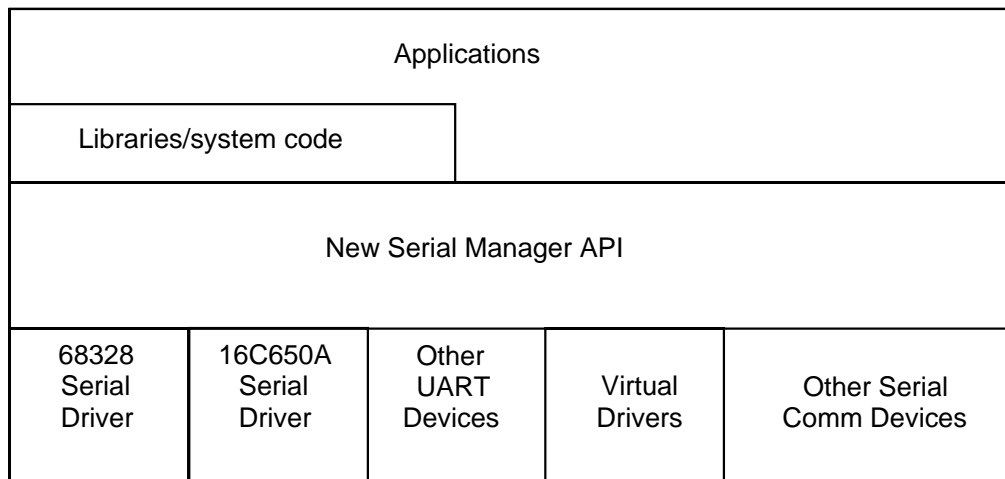 Applications
Libraries/system code
New Serial Manager API
68328
Serial
Driver
16C650A
Serial
Driver
Other
UART
Devices
Virtual
Drivers
Other Serial
Comm Devices